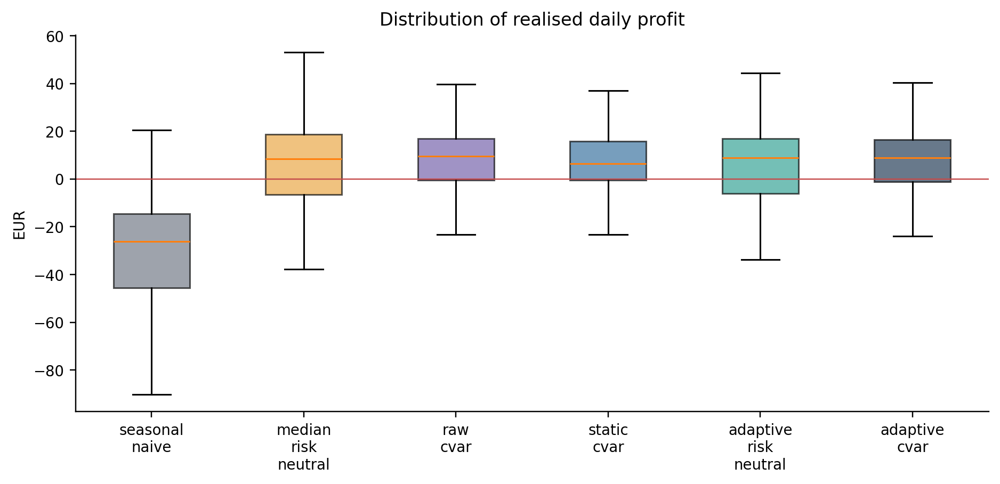 Distribution of realised daily profit
EUR
60
40
20
0
−20
−40
−60
−80
seasonal
naive
median
risk
neutral
raw
cvar
static
cvar
adaptive
risk
neutral
adaptive
cvar